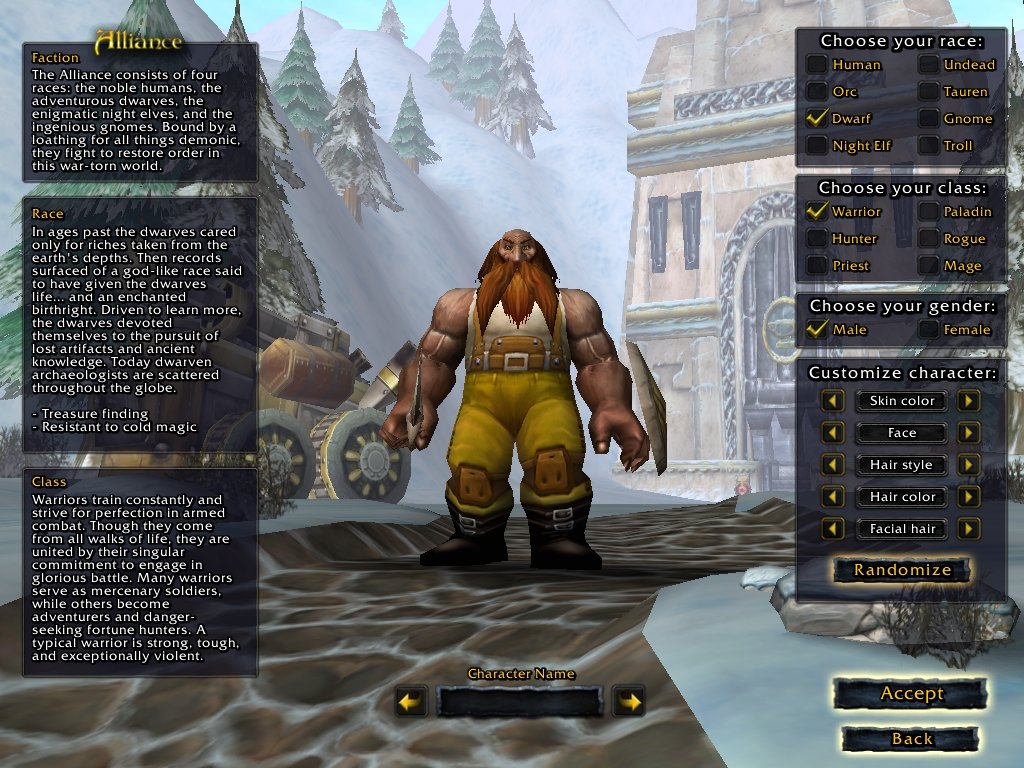 Alliance
Faction
The Alliance consists of four
races: the noble humans, the
adventurous dwarves, the
enigmatic night elves, and the
ingenious gnomes. Bound by a
loathing for all things demonic,
they fight to restore order in
this war-torn world.
Race
In ages past the dwarves cared
only for riches taken from the
earth's depths. Then records
surfaced of a god-like race said
to have given the dwarves
life... and an enchanted
birthright. Driven to learn more,
the dwarves devoted
themselves to the pursuit of
lost artifacts and ancient
knowledge. Today dwarven
archaeologists are scattered
throughout the globe.
- Treasure finding
- Resistant to cold magic
Class
Warriors train constantly and
strive for perfection in armed
combat. Though they come
from all walks of life, they are
united by their singular
commitment to engage in
glorious battle. Many warriors
serve as mercenary soldiers,
while others become
adventurers and danger-
seeking fortune hunters. A
typical warrior is strong, tough,
and exceptionally violent.
Character Name
Choose your race:
Human Undead
Orc Tauren
Dwarf Gnome
Night Elf Troll
Choose your class:
Warrior Paladin
Hunter Rogue
Priest Mage
Choose your gender:
Male Female
Customize character:
Skin color
Face
Hair style
Hair color
Facial hair
Randomize
Accept
Back